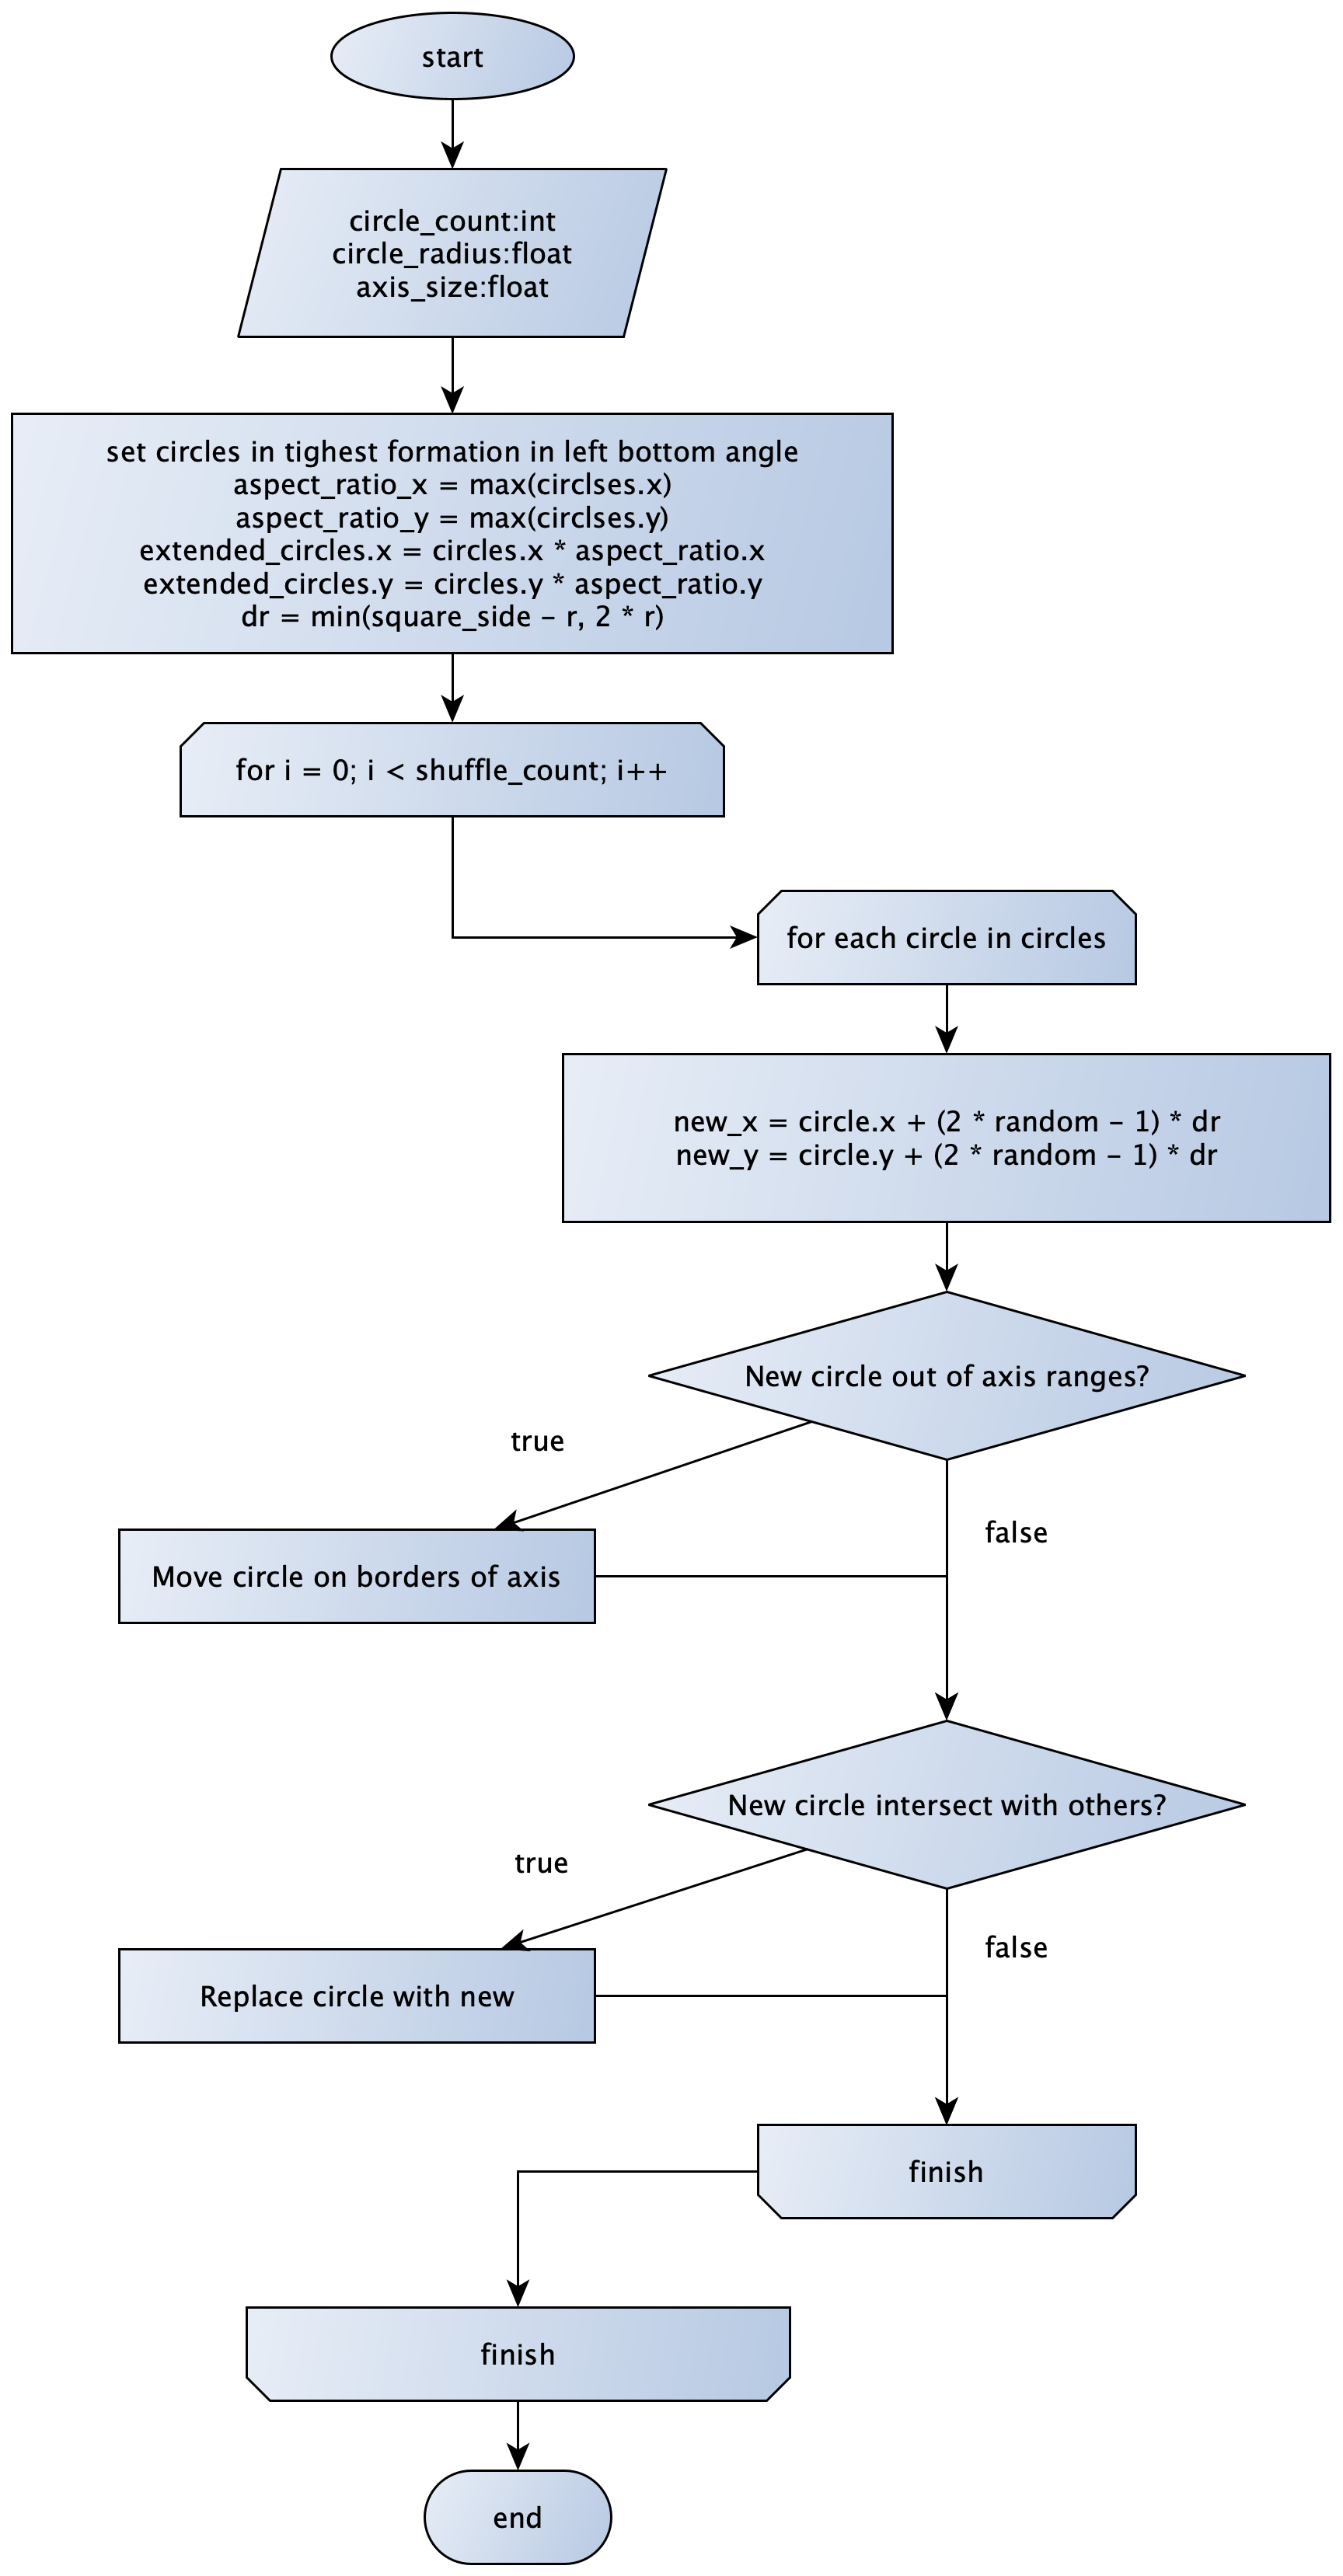 start
circle_count:int
circle_radius:float
axis_size:float
set circles in tighest formation in left bottom angle
aspect_ratio_x = max(circlses.x)
aspect_ratio_y = max(circlses.y)
extended_circles.x = circles.x * aspect_ratio.x
extended_circles.y = circles.y * aspect_ratio.y
dr = min(square_side - r, 2 * r)
for i = 0; i < shuffle_count; i++
for each circle in circles
new_x = circle.x + (2 * random - 1) * dr
new_y = circle.y + (2 * random - 1) * dr
New circle out of axis ranges?
true
false
Move circle on borders of axis
New circle intersect with others?
true
false
Replace circle with new
finish
finish
end